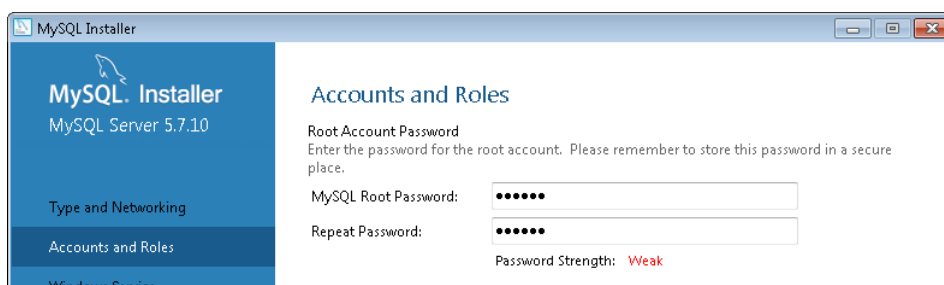 MySQL Installer
MySQL. Installer
MySQL Server 5.7.10
Type and Networking
Accounts and Roles
Accounts and Roles
Root Account Password
Enter the password for the root account. Please remember to store this password in a secure
place.
MySQL Root Password: ●●●●●●
Repeat Password: ●●●●●●
Password Strength: Weak